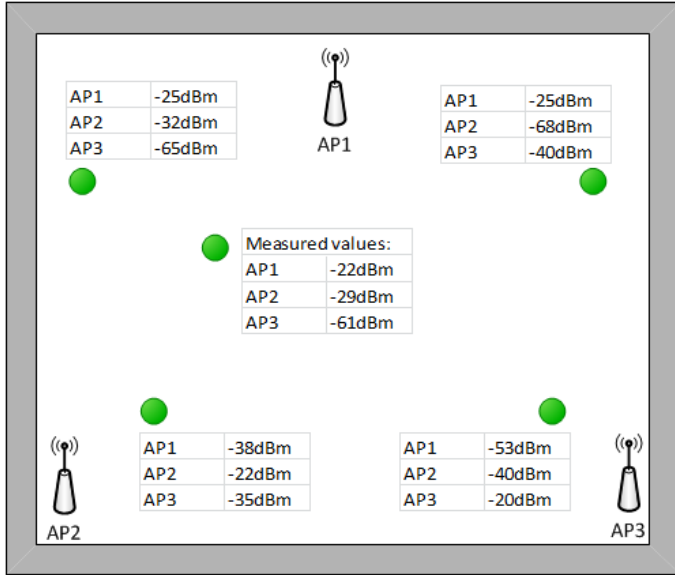 AP1 -25dBm
AP2 -32dBm
AP3 -65dBm
AP1
AP1 -25dBm
AP2 -68dBm
AP3 -40dBm
Measured values:
AP1 -22dBm
AP2 -29dBm
AP3 -61dBm
AP1 -38dBm
AP2 -22dBm
AP3 -35dBm
AP1 -53dBm
AP2 -40dBm
AP3 -20dBm
AP2
AP3